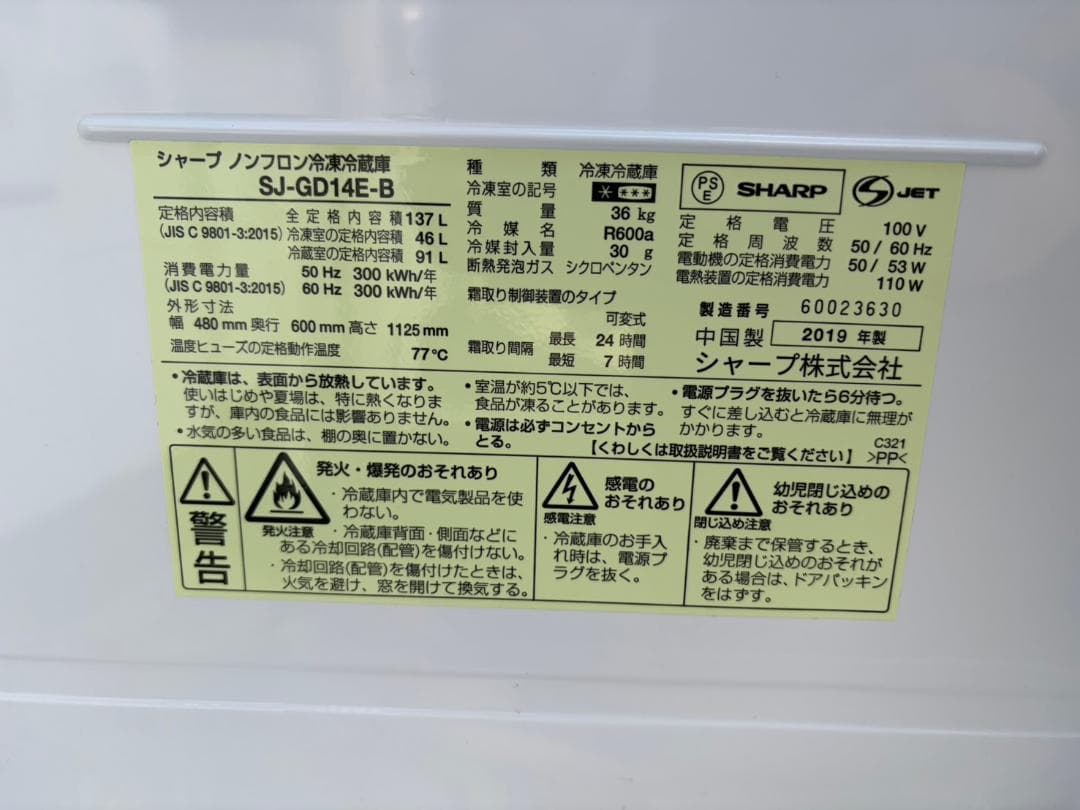 シャープ ノンフロン冷凍冷蔵庫
SJ-GD14E-B
定格内容積 全定格内容積 137 L
(JIS C 9801-3:2015) 冷凍室の定格内容積 46 L
冷蔵室の定格内容積 91 L
消費電力量 50 Hz 300 kWh/年
(JIS C 9801-3:2015) 60 Hz 300 kWh/年
外形寸法
幅 480 mm 奥行 600 mm 高さ 1125 mm
温度ヒューズの定格動作温度 77℃
種類 冷凍冷蔵庫
冷凍室の記号 * ***
質量 36 kg
冷媒名 R600a
冷媒封入量 30 g
断熱発泡ガス シクロペンタン
霜取り制御装置のタイプ
可変式
霜取り間隔 最長 24 時間
最短 7 時間
PS E SHARP S JET
定格電圧 100 V
定格周波数 50 / 60 Hz
電動機の定格消費電力 50 / 53 W
電熱装置の定格消費電力 110 W
製造番号 60023630
中国製 2019 年製
シャープ株式会社
・冷蔵庫は、表面から放熱しています。
使いはじめや夏場は、特に熱くなりま
すが、庫内の食品には影響ありません。
・水気の多い食品は、棚の奥に置かない。
・室温が約5℃以下では、
食品が凍ることがあります。
・電源は必ずコンセントから
とる。
・電源プラグを抜いたら6分待つ。
すぐに差し込むと冷蔵庫に無理が
かかります。
【くわしくは取扱説明書をご覧ください】
C321
>PP<
警告
発火・爆発のおそれあり
発火注意
・冷蔵庫内で電気製品を使
わない。
・冷蔵庫背面・側面などに
ある冷却回路(配管)を傷付けない。
・冷却回路(配管)を傷付けたときは、
火気を避け、窓を開けて換気する。
感電の
おそれあり
感電注意
・冷蔵庫のお手入
れ時は、電源プ
ラグを抜く。
幼児閉じ込めの
おそれあり
閉じ込め注意
・廃棄まで保管するとき、
幼児閉じ込めのおそれが
ある場合は、ドアパッキン
をはずす。